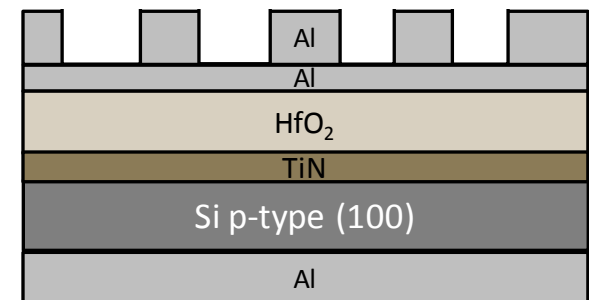 Al
Al
HfO₂
TiN
Si p-type (100)
Al